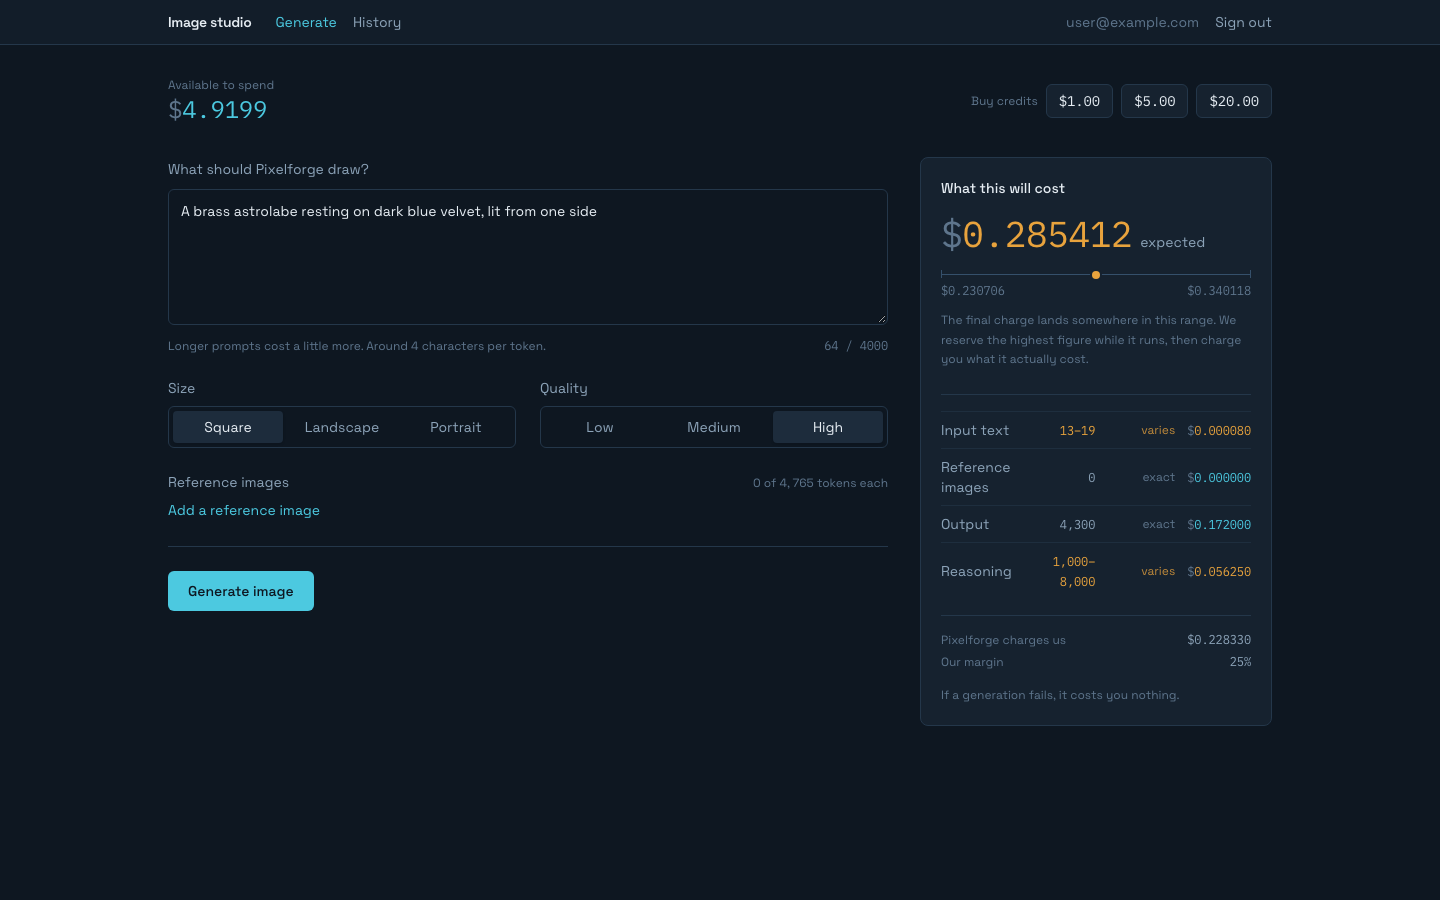 Image studio Generate History user@example.com Sign out
Available to spend
$4.9199
Buy credits $1.00 $5.00 $20.00
What should Pixelforge draw?
A brass astrolabe resting on dark blue velvet, lit from one side
Longer prompts cost a little more. Around 4 characters per token. 64 / 4000
Size
Square Landscape Portrait
Quality
Low Medium High
Reference images 0 of 4, 765 tokens each
Add a reference image
Generate image
What this will cost
$0.285412 expected
$0.230706 $0.340118
The final charge lands somewhere in this range. We
reserve the highest figure while it runs, then charge
you what it actually cost.
Input text 13–19 varies $0.000080
Reference
images 0 exact $0.000000
Output 4,300 exact $0.172000
Reasoning 1,000–
8,000 varies $0.056250
Pixelforge charges us $0.228330
Our margin 25%
If a generation fails, it costs you nothing.